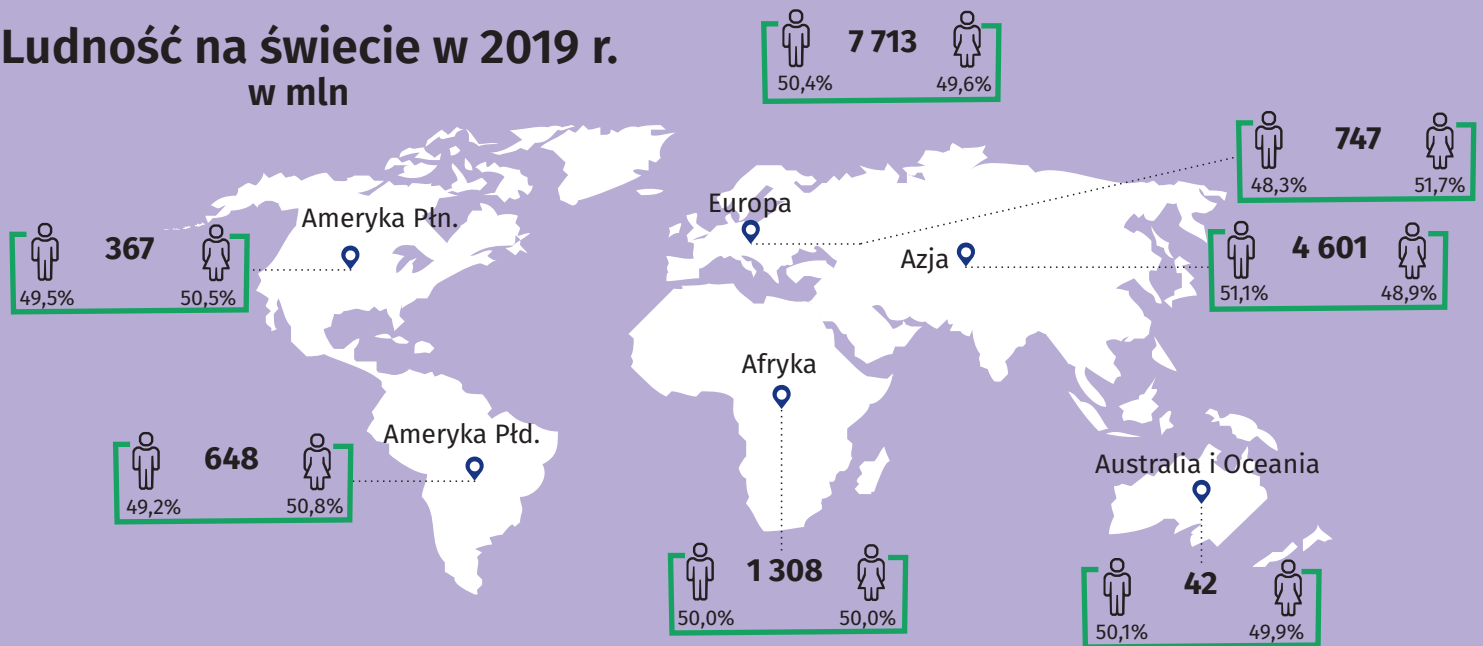 Ludność na świecie w 2019 r.
w mln
7 713
50,4% 49,6%
747
48,3% 51,7%
Europa
Ameryka Płn.
367
49,5% 50,5%
Azja
4 601
51,1% 48,9%
Afryka
Ameryka Płd.
648
49,2% 50,8%
Australia i Oceania
1 308
50,0% 50,0%
42
50,1% 49,9%